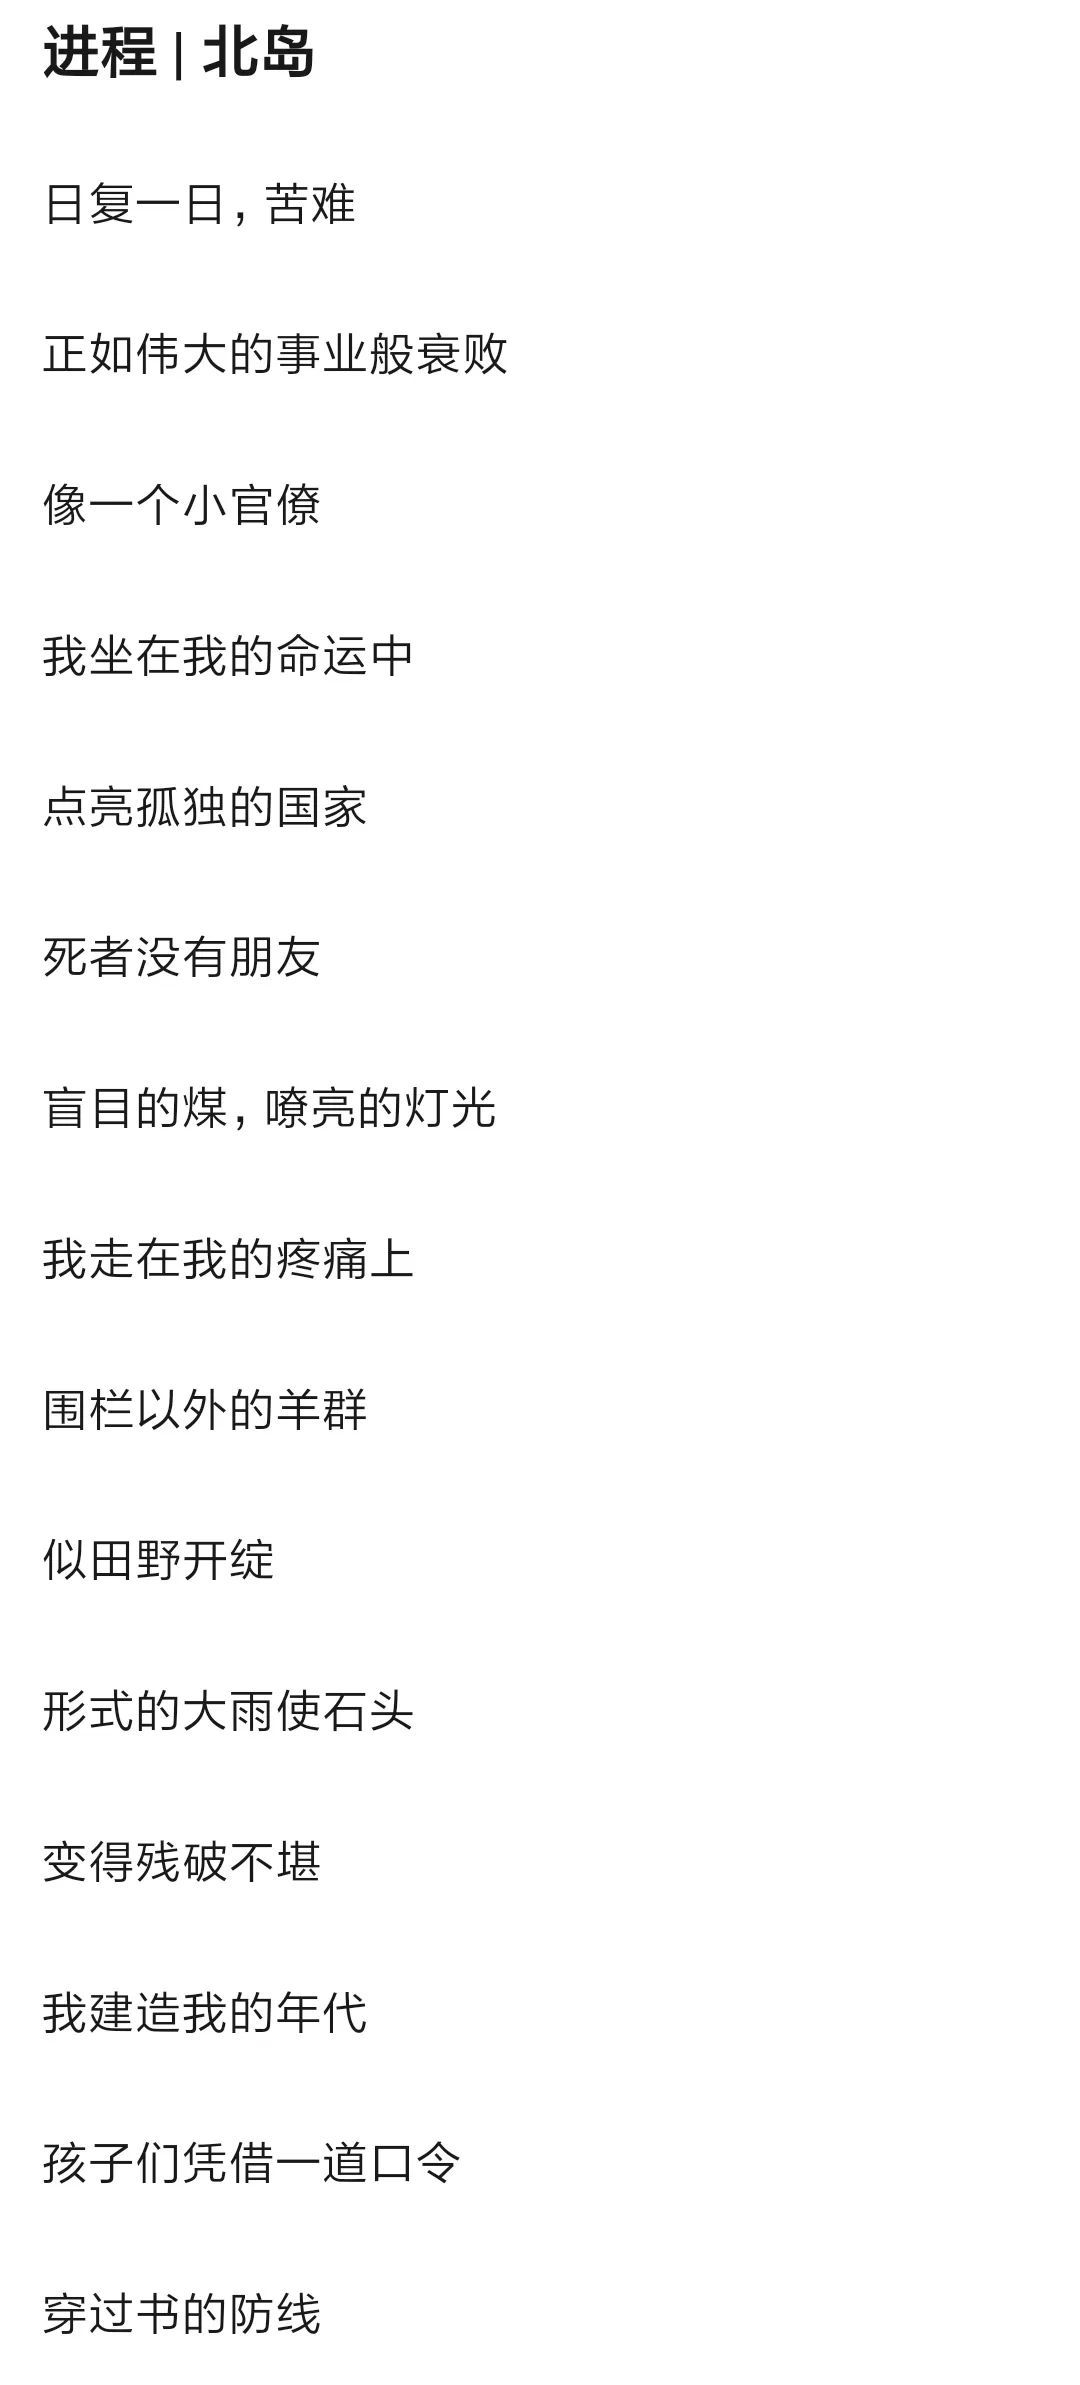 进程 | 北岛
日复一日，苦难
正如伟大的事业般衰败
像一个小官僚
我坐在我的命运中
点亮孤独的国家
死者没有朋友
盲目的煤，嘹亮的灯光
我走在我的疼痛上
围栏以外的羊群
似田野开绽
形式的大雨使石头
变得残破不堪
我建造我的年代
孩子们凭借一道口令
穿过书的防线